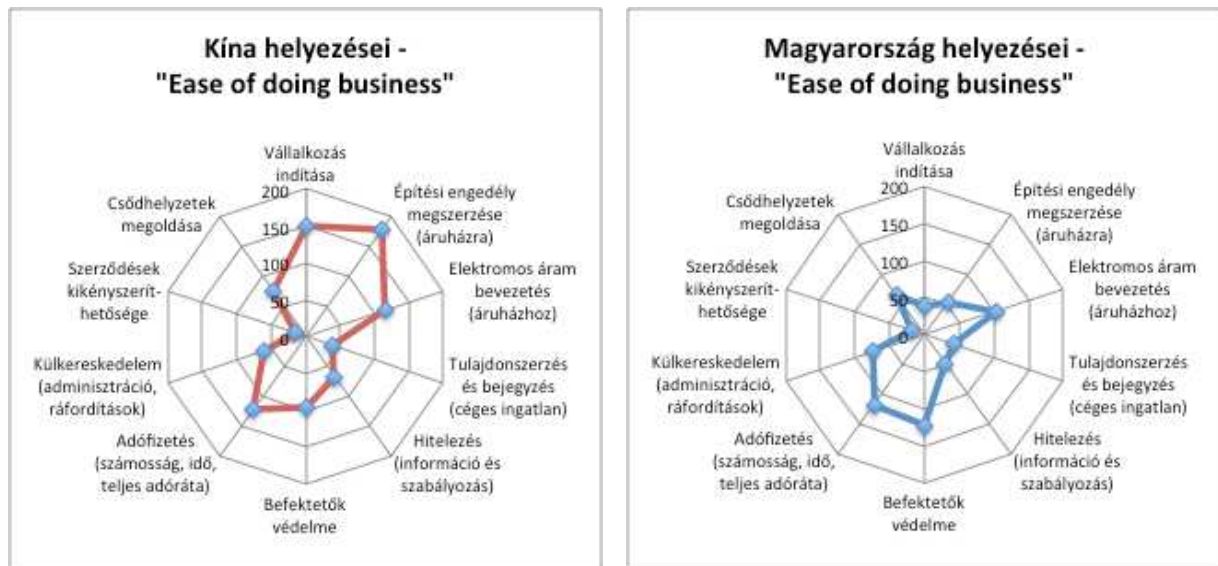 Kína helyezései -
"Ease of doing business"
Vállalkozás
indítása
Építési engedély
megszerzése
(áruházra)
Elektromos áram
bevezetés
(áruházhoz)
Tulajdonszerzés
és bejegyzés
(céges ingatlan)
Hitelezés
(információ és
szabályozás)
Befektetők
védelme
Adófizetés
(számosság, idő,
teljes adóráta)
Külkereskedelem
(adminisztráció,
ráfordítások)
Szerződések
kikényszerít-
hetősége
Csődhelyzetek
megoldása
200
150
100
50
0
Magyarország helyezései -
"Ease of doing business"
Vállalkozás
indítása
Építési engedély
megszerzése
(áruházra)
Elektromos áram
bevezetés
(áruházhoz)
Tulajdonszerzés
és bejegyzés
(céges ingatlan)
Hitelezés
(információ és
szabályozás)
Befektetők
védelme
Adófizetés
(számosság, idő,
teljes adóráta)
Külkereskedelem
(adminisztráció,
ráfordítások)
Szerződések
kikényszerít-
hetősége
Csődhelyzetek
megoldása
200
150
100
50
0